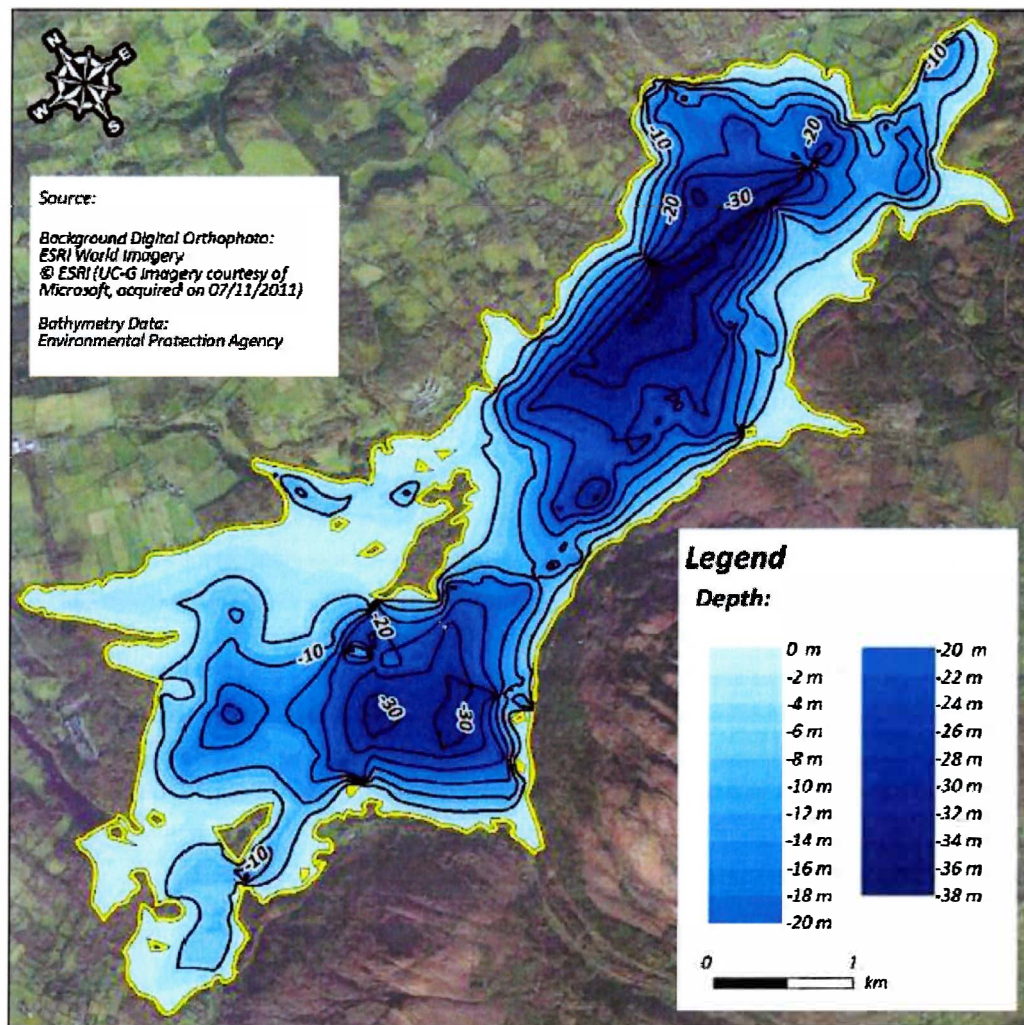 N
E
W
S
Source:
Background Digital Orthophoto:
ESRI World Imagery
© ESRI (UC-G Imagery courtesy of
Microsoft, acquired on 07/11/2011)
Bathymetry Data:
Environmental Protection Agency
-10
-20
-10
-30
-20
-20
-10
-30
-30
-10
Legend
Depth:
0 m
-2 m
-4 m
-6 m
-8 m
-10 m
-12 m
-14 m
-16 m
-18 m
-20 m
-20 m
-22 m
-24 m
-26 m
-28 m
-30 m
-32 m
-34 m
-36 m
-38 m
0 1
km